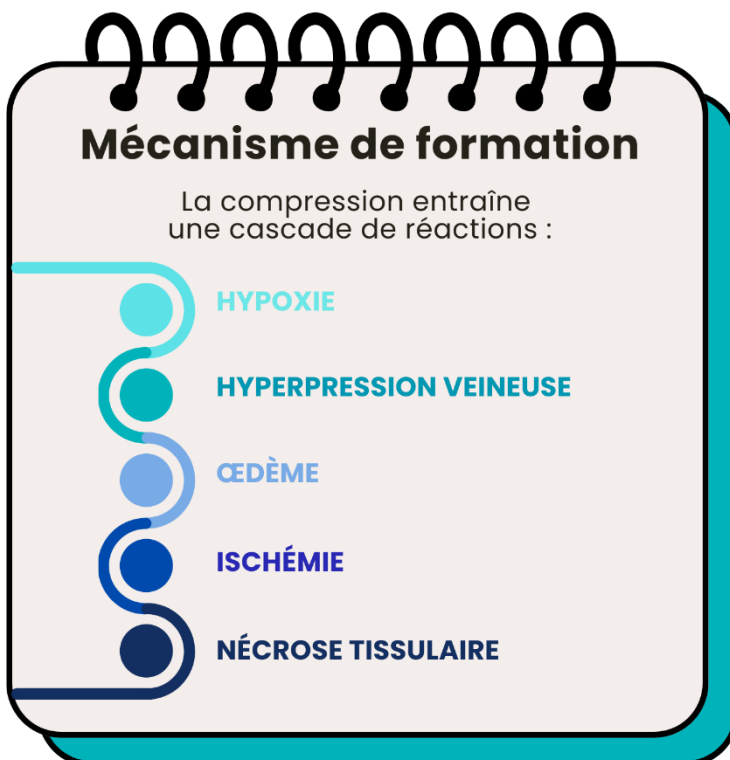 Mécanisme de formation
La compression entraîne
une cascade de réactions :
HYPOXIE
HYPERPRESSION VEINEUSE
ŒDÈME
ISCHÉMIE
NÉCROSE TISSULAIRE